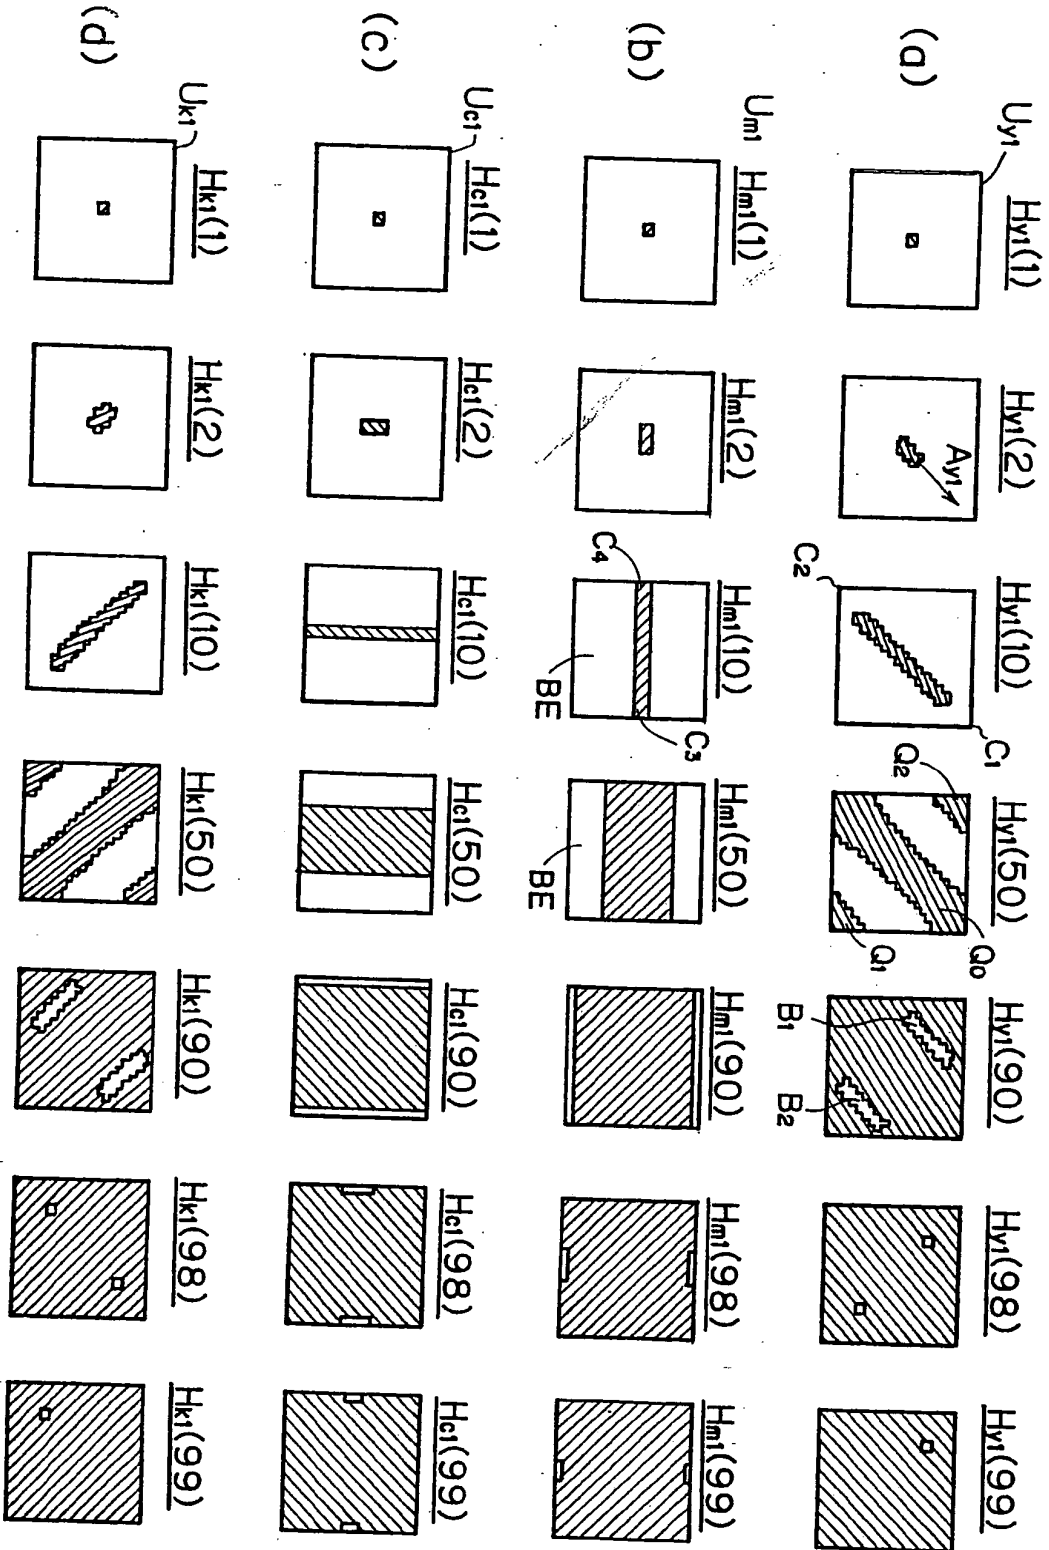 (a)
Uy1
Hy1(1) Hy1(2) Hy1(10) Hy1(50) Hy1(90) Hy1(98) Hy1(99)
Ay1
C2
C1
Q2
Q0
Q1
B1
B2
(b)
Um1
Hm1(1) Hm1(2) Hm1(10) Hm1(50) Hm1(90) Hm1(98) Hm1(99)
C4
C3
BE
BE
(c)
Uc1
Hc1(1) Hc1(2) Hc1(10) Hc1(50) Hc1(90) Hc1(98) Hc1(99)
(d)
Uk1
Hk1(1) Hk1(2) Hk1(10) Hk1(50) Hk1(90) Hk1(98) Hk1(99)